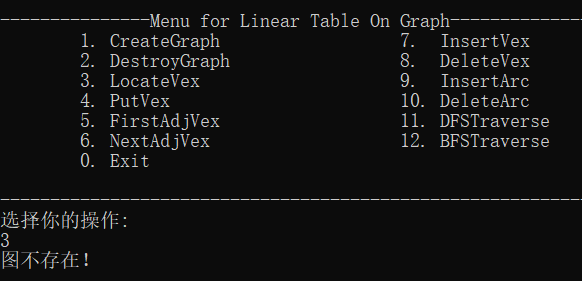 ---------------Menu for Linear Table On Graph-------------
1. CreateGraph 7. InsertVex
2. DestroyGraph 8. DeleteVex
3. LocateVex 9. InsertArc
4. PutVex 10. DeleteArc
5. FirstAdjVex 11. DFSTraverse
6. NextAdjVex 12. BFSTraverse
0. Exit
----------------------------------------------------------
选择你的操作:
3
图不存在！